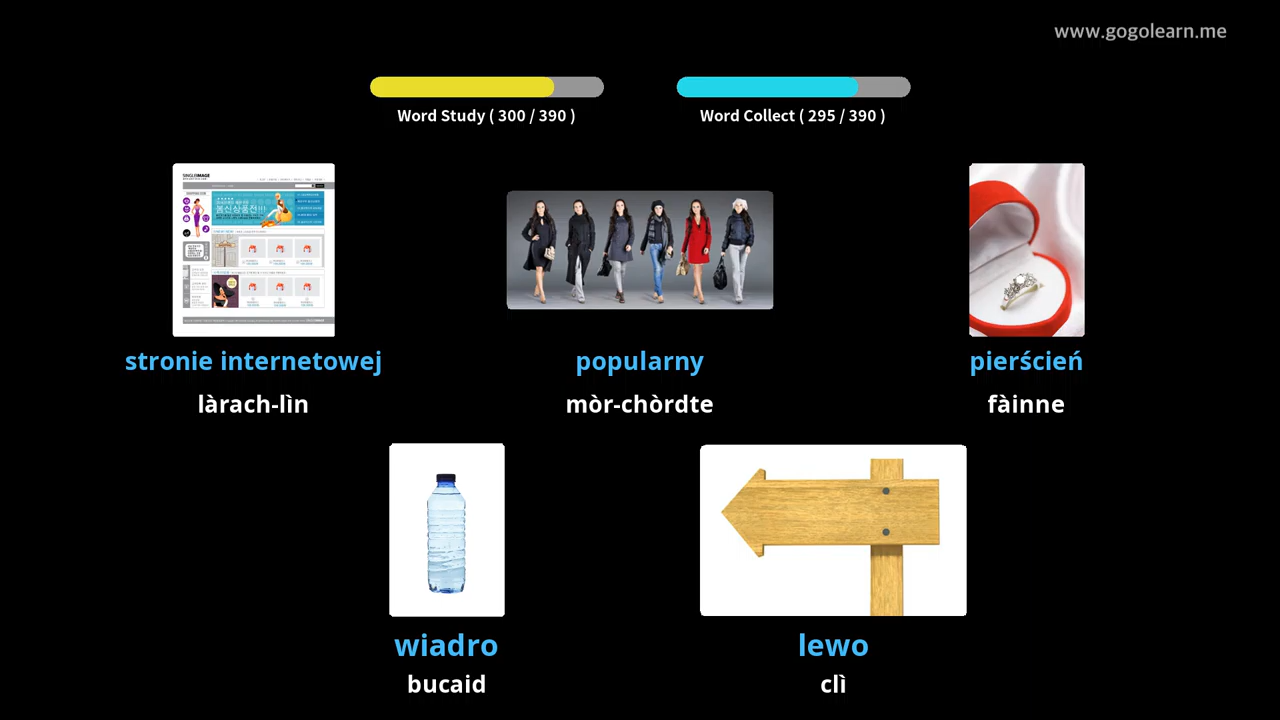 www.gogolearn.me
Word Study ( 300 / 390 )
Word Collect ( 295 / 390 )
stronie internetowej
popularny
pierścień
làrach-lìn
mòr-chòrdte
fàinne
wiadro
lewo
bucaid
clì